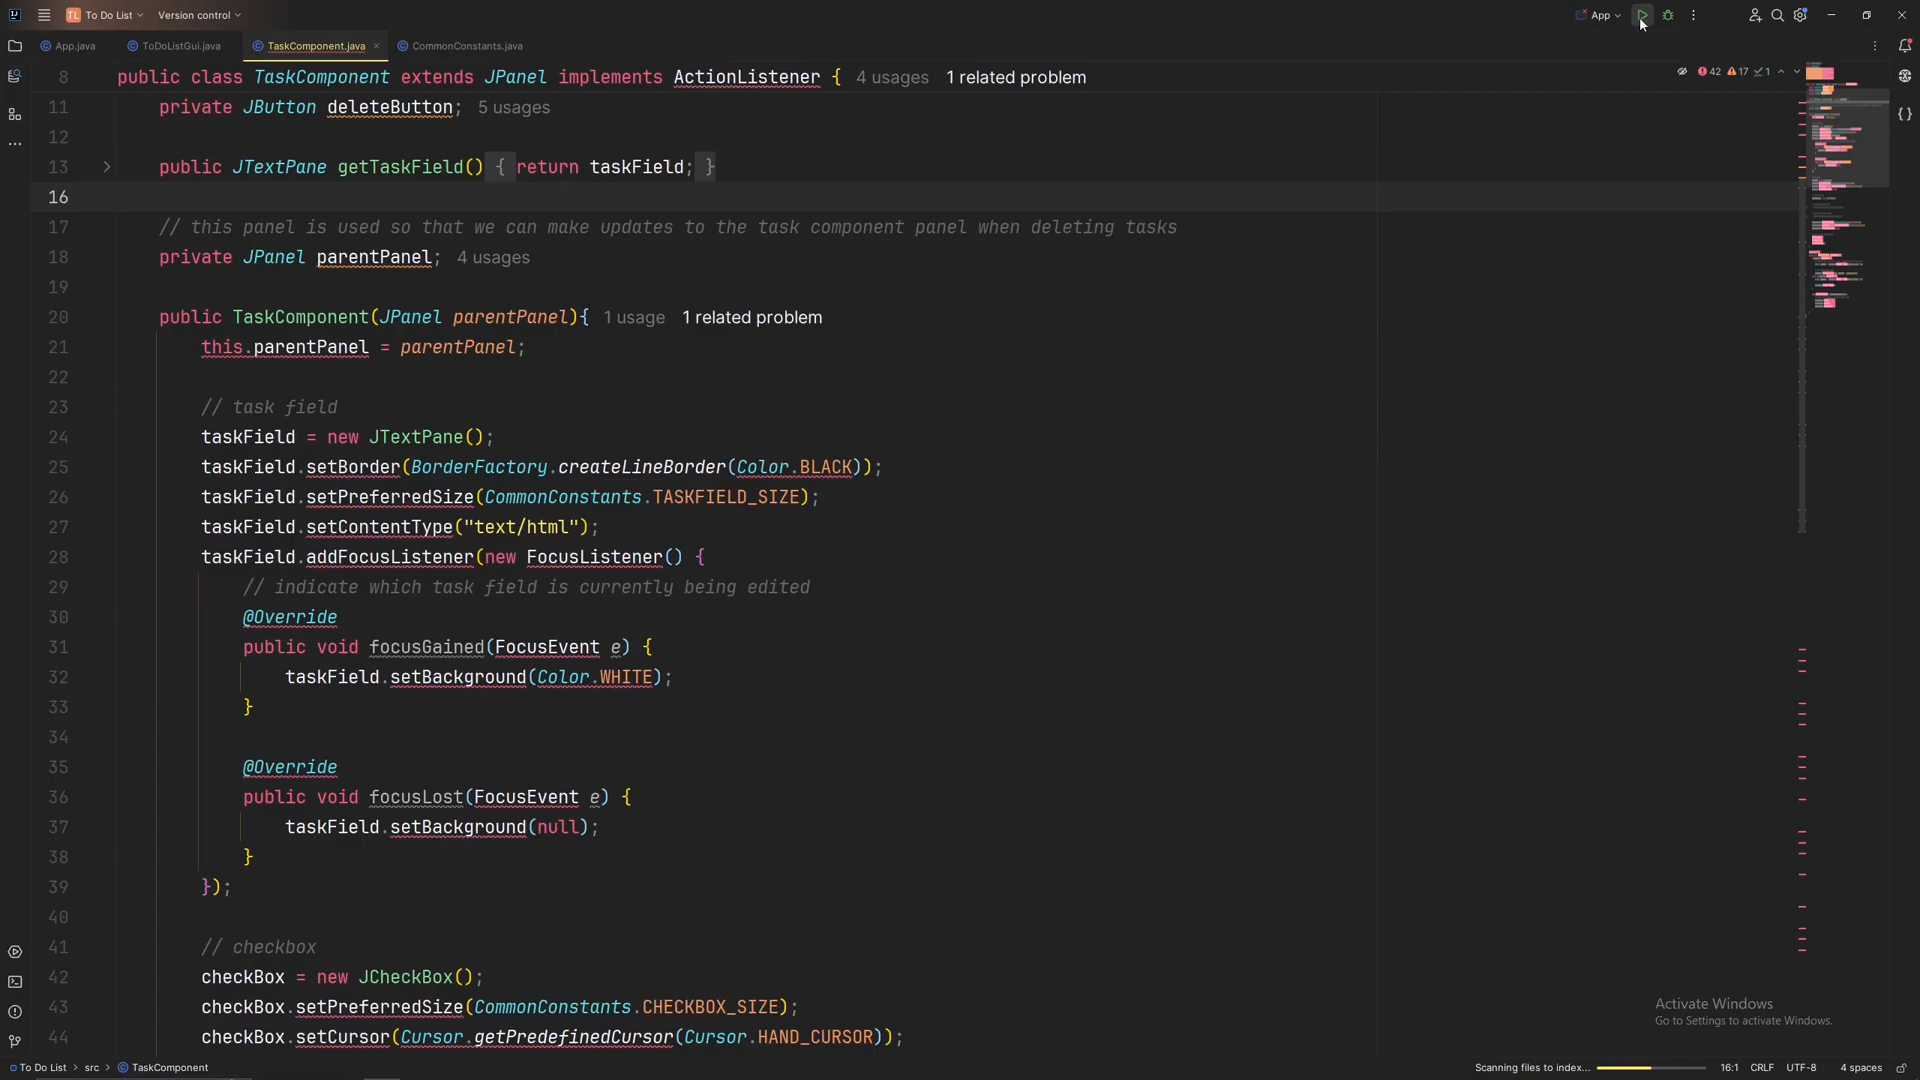 TL To Do List Version control App
App.java ToDoListGui.java TaskComponent.java CommonConstants.java
8 public class TaskComponent extends JPanel implements ActionListener { 4 usages 1 related problem 42 17 1
11 private JButton deleteButton; 5 usages
12
13 public JTextPane getTaskField() { return taskField; }
16
17 // this panel is used so that we can make updates to the task component panel when deleting tasks
18 private JPanel parentPanel; 4 usages
19
20 public TaskComponent(JPanel parentPanel){ 1 usage 1 related problem
21 this.parentPanel = parentPanel;
22
23 // task field
24 taskField = new JTextPane();
25 taskField.setBorder(BorderFactory.createLineBorder(Color.BLACK));
26 taskField.setPreferredSize(CommonConstants.TASKFIELD_SIZE);
27 taskField.setContentType("text/html");
28 taskField.addFocusListener(new FocusListener() {
29 // indicate which task field is currently being edited
30 @Override
31 public void focusGained(FocusEvent e) {
32 taskField.setBackground(Color.WHITE);
33 }
34
35 @Override
36 public void focusLost(FocusEvent e) {
37 taskField.setBackground(null);
38 }
39 });
40
41 // checkbox
42 checkBox = new JCheckBox();
43 checkBox.setPreferredSize(CommonConstants.CHECKBOX_SIZE);
44 checkBox.setCursor(Cursor.getPredefinedCursor(Cursor.HAND_CURSOR));
Activate Windows
Go to Settings to activate Windows.
To Do List > src > TaskComponent Scanning files to index... 16:1 CRLF UTF-8 4 spaces